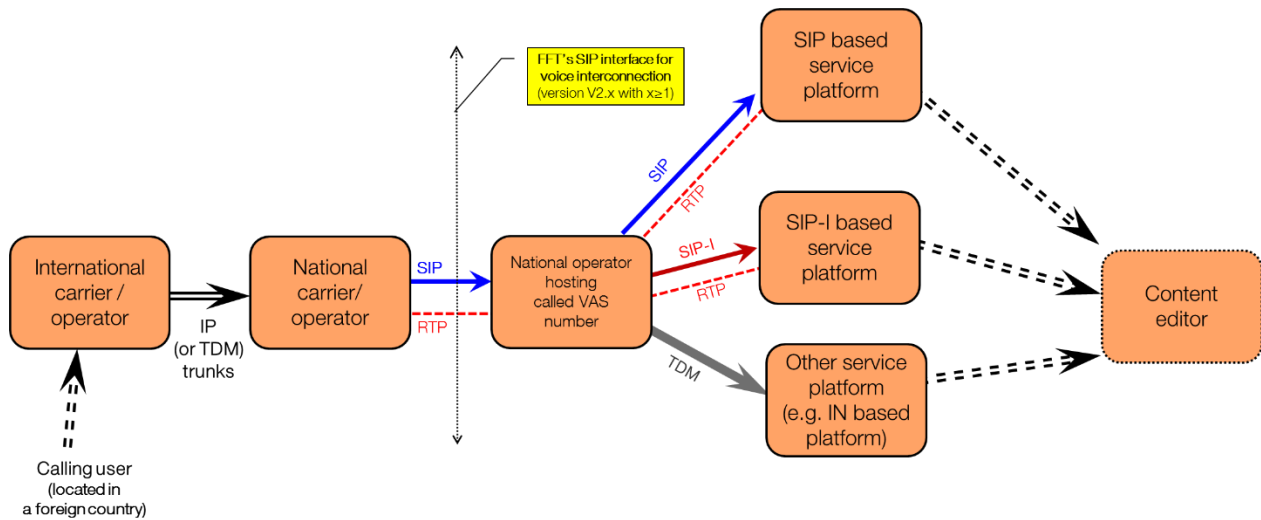 FFT's SIP interface for
voice interconnection
(version V2.x with x≥1)
SIP based
service
platform
SIP
RTP
SIP-I based
service
platform
SIP-I
RTP
International
carrier /
operator
IP
(or TDM)
trunks
National
carrier/
operator
SIP
RTP
National operator
hosting
called VAS
number
TDM
Other service
platform
(e.g. IN based
platform)
Content
editor
Calling user
(located in
a foreign country)